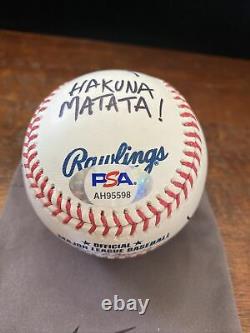 HAKUNA
MATATA!
Rawlings
PSA
AH95598
OFFICIAL
MAJOR LEAGUE BASEBALL